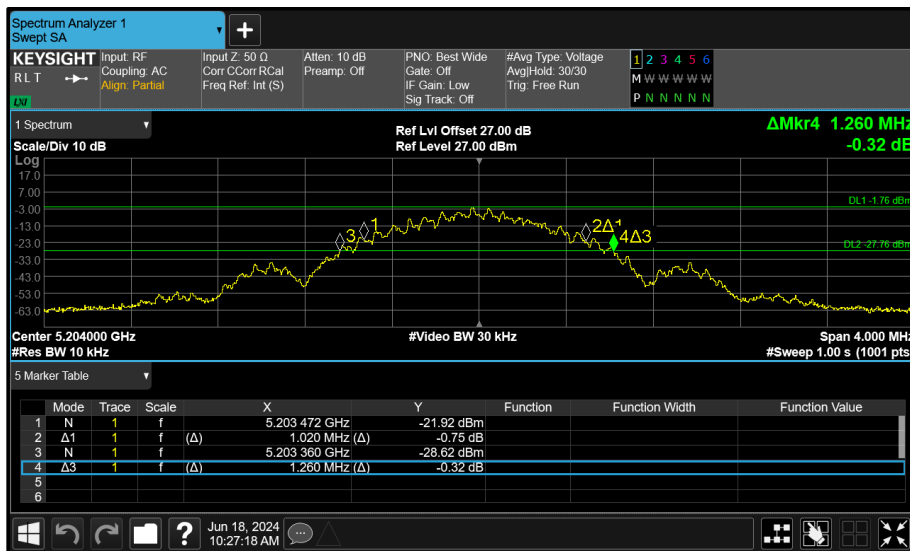 Spectrum Analyzer 1
Swept SA
+
KEYSIGHT
RLT
LXI
Input: RF
Coupling: AC
Align: Partial
Input Z: 50 Ω
Corr CCorr RCal
Freq Ref: Int (S)
Atten: 10 dB
Preamp: Off
PNO: Best Wide
Gate: Off
IF Gain: Low
Sig Track: Off
#Avg Type: Voltage
Avg|Hold: 30/30
Trig: Free Run
1 2 3 4 5 6
M W W W W W
P N N N N N
1 Spectrum
Scale/Div 10 dB
Ref Lvl Offset 27.00 dB
Ref Level 27.00 dBm
ΔMkr4 1.260 MHz
-0.32 dB
Log
17.0
7.00
-3.00
-13.0
-23.0
-33.0
-43.0
-53.0
-63.0
DL1 -1.76 dBm
DL2 -27.76 dBm
3
1
2Δ1
4Δ3
Center 5.204000 GHz
#Video BW 30 kHz
Span 4.000 MHz
#Res BW 10 kHz
#Sweep 1.00 s (1001 pts
5 Marker Table
Mode Trace Scale X Y Function Function Width Function Value
1 N 1 f 5.203 472 GHz -21.92 dBm
2 Δ1 1 f (Δ) 1.020 MHz (Δ) -0.75 dB
3 N 1 f 5.203 360 GHz -28.62 dBm
4 Δ3 1 f (Δ) 1.260 MHz (Δ) -0.32 dB
5
6
?
Jun 18, 2024
10:27:18 AM